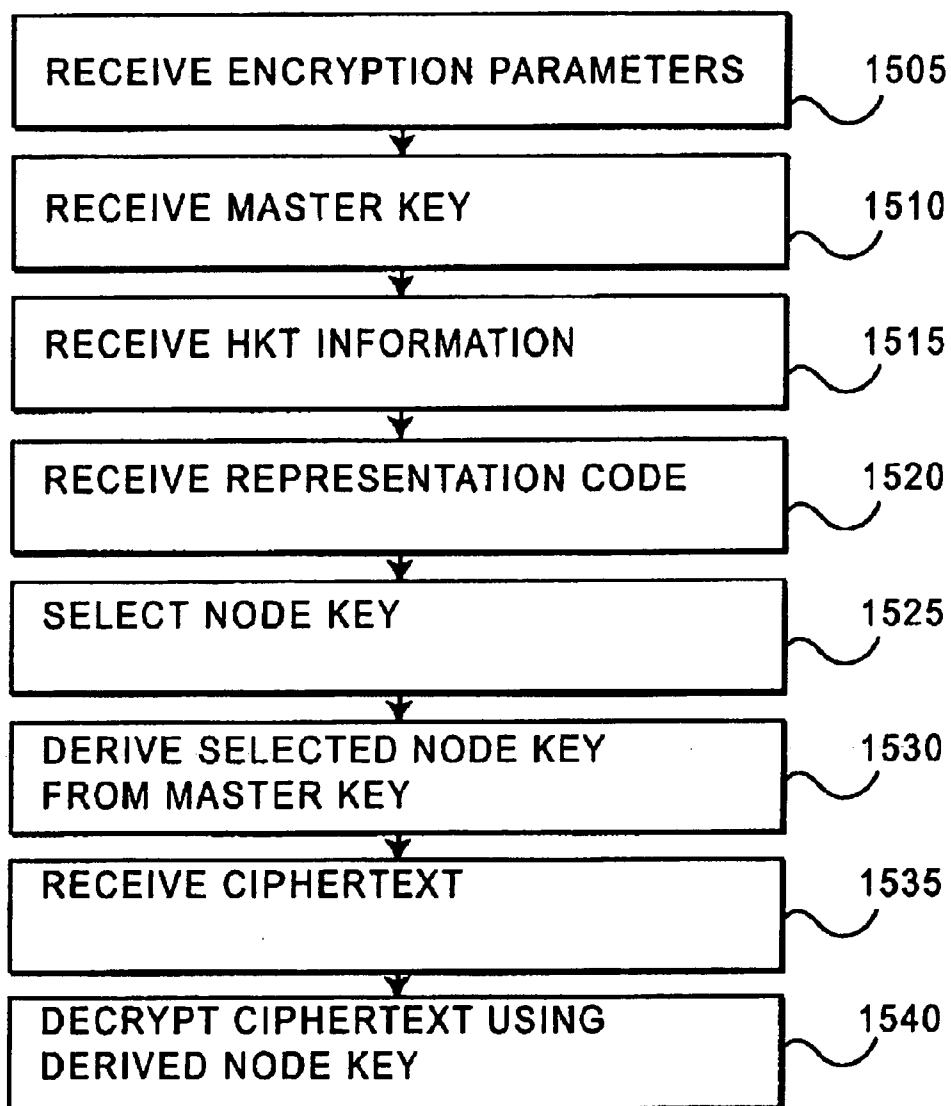 RECEIVE ENCRYPTION PARAMETERS
1505
RECEIVE MASTER KEY
1510
RECEIVE HKT INFORMATION
1515
RECEIVE REPRESENTATION CODE
1520
SELECT NODE KEY
1525
DERIVE SELECTED NODE KEY
FROM MASTER KEY
1530
RECEIVE CIPHERTEXT
1535
DECRYPT CIPHERTEXT USING
DERIVED NODE KEY
1540